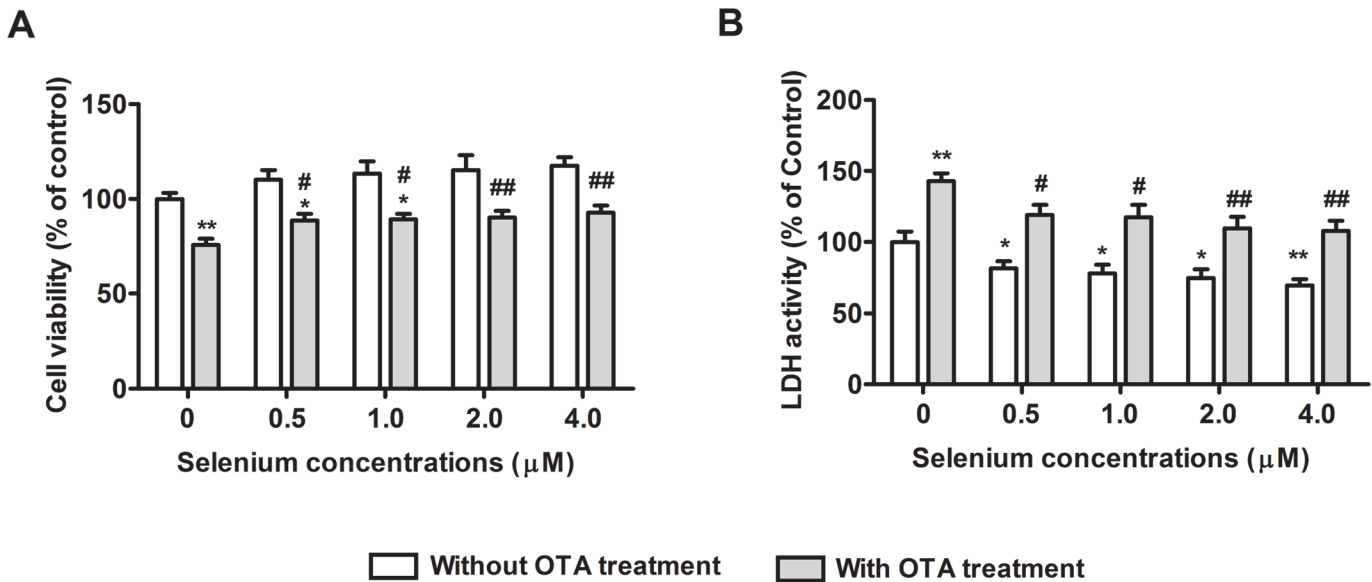 A
Cell viability (% of control)
150
100
50
0
**
#
*
#
*
##
##
0 0.5 1.0 2.0 4.0
Selenium concentrations (μM)
B
LDH activity (% of Control)
200
150
100
50
0
**
*
#
*
#
*
##
**
##
0 0.5 1.0 2.0 4.0
Selenium concentrations (μM)
Without OTA treatment
With OTA treatment